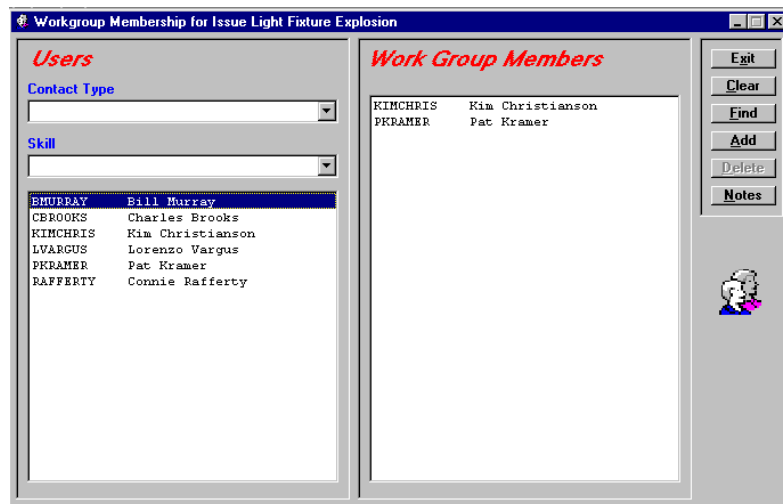 Workgroup Membership for Issue Light Fixture Explosion
Users
Contact Type
Skill
BMURRAY Bill Murray
CBROOKS Charles Brooks
KIMCHRIS Kim Christianson
LVARGUS Lorenzo Vargus
PKRAMER Pat Kramer
RAFFERTY Connie Rafferty
Work Group Members
KIMCHRIS Kim Christianson
PKRAMER Pat Kramer
Exit
Clear
Find
Add
Delete
Notes